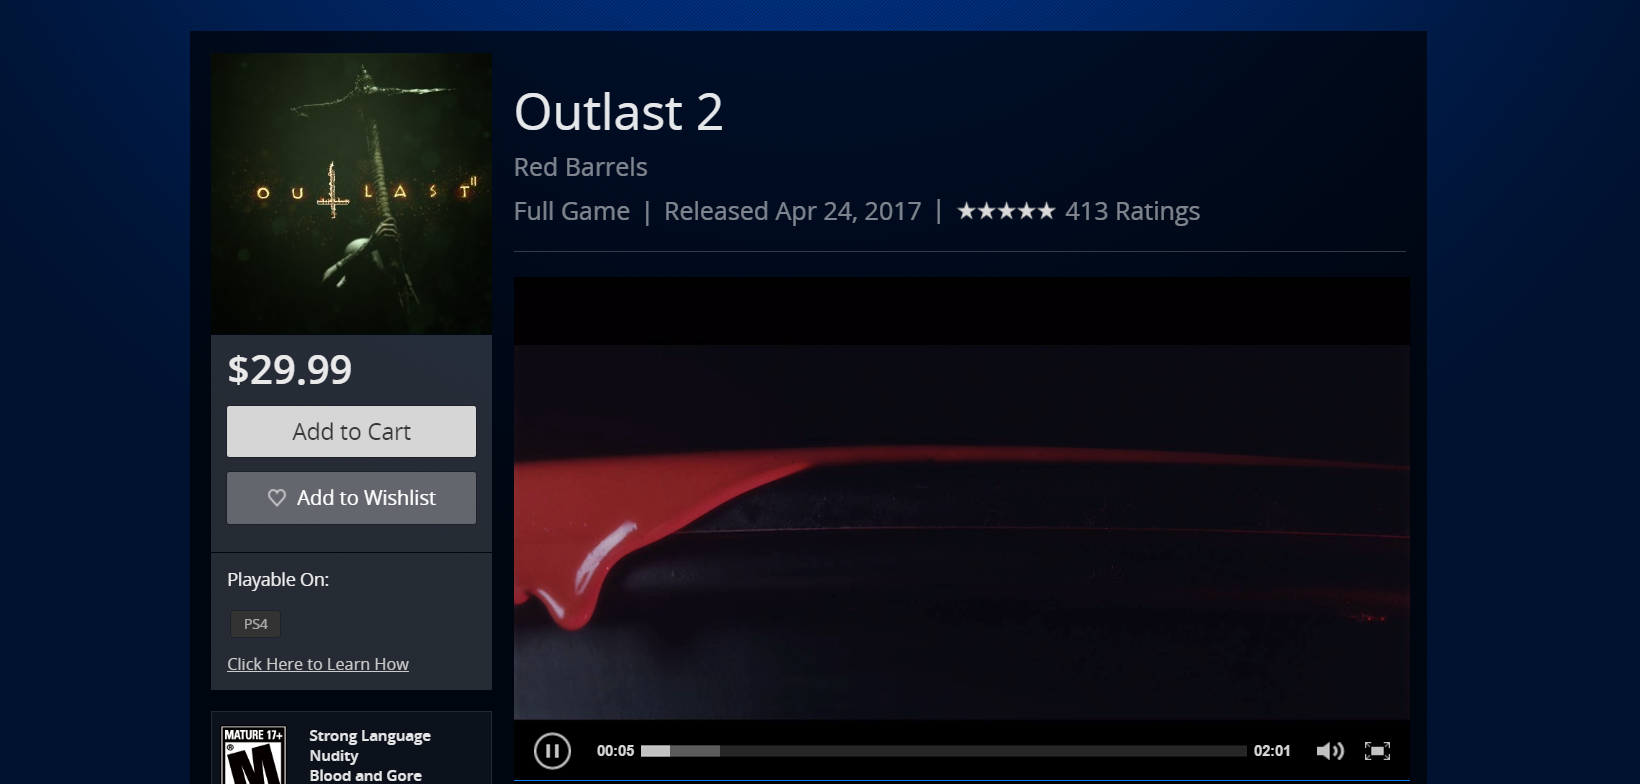 OUTLAST II
$29.99
Add to Cart
Add to Wishlist
Playable On:
PS4
Click Here to Learn How
MATURE 17+
M
®
Strong Language
Nudity
Blood and Gore
Outlast 2
Red Barrels
Full Game | Released Apr 24, 2017 | ★★★★★ 413 Ratings
00:05
02:01